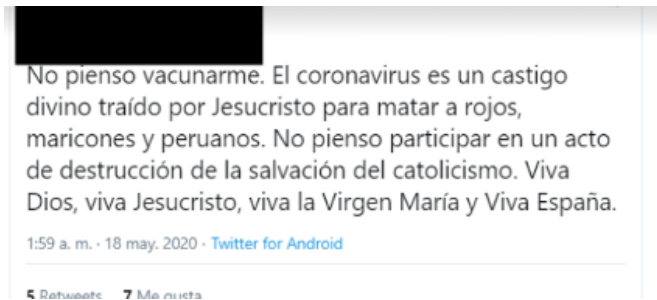 No pienso vacunarme. El coronavirus es un castigo
divino traído por Jesucristo para matar a rojos,
maricones y peruanos. No pienso participar en un acto
de destrucción de la salvación del catolicismo. Viva
Dios, viva Jesucristo, viva la Virgen María y Viva España.
1:59 a. m. · 18 may. 2020 · Twitter for Android
5 Retweets 7 Me gusta